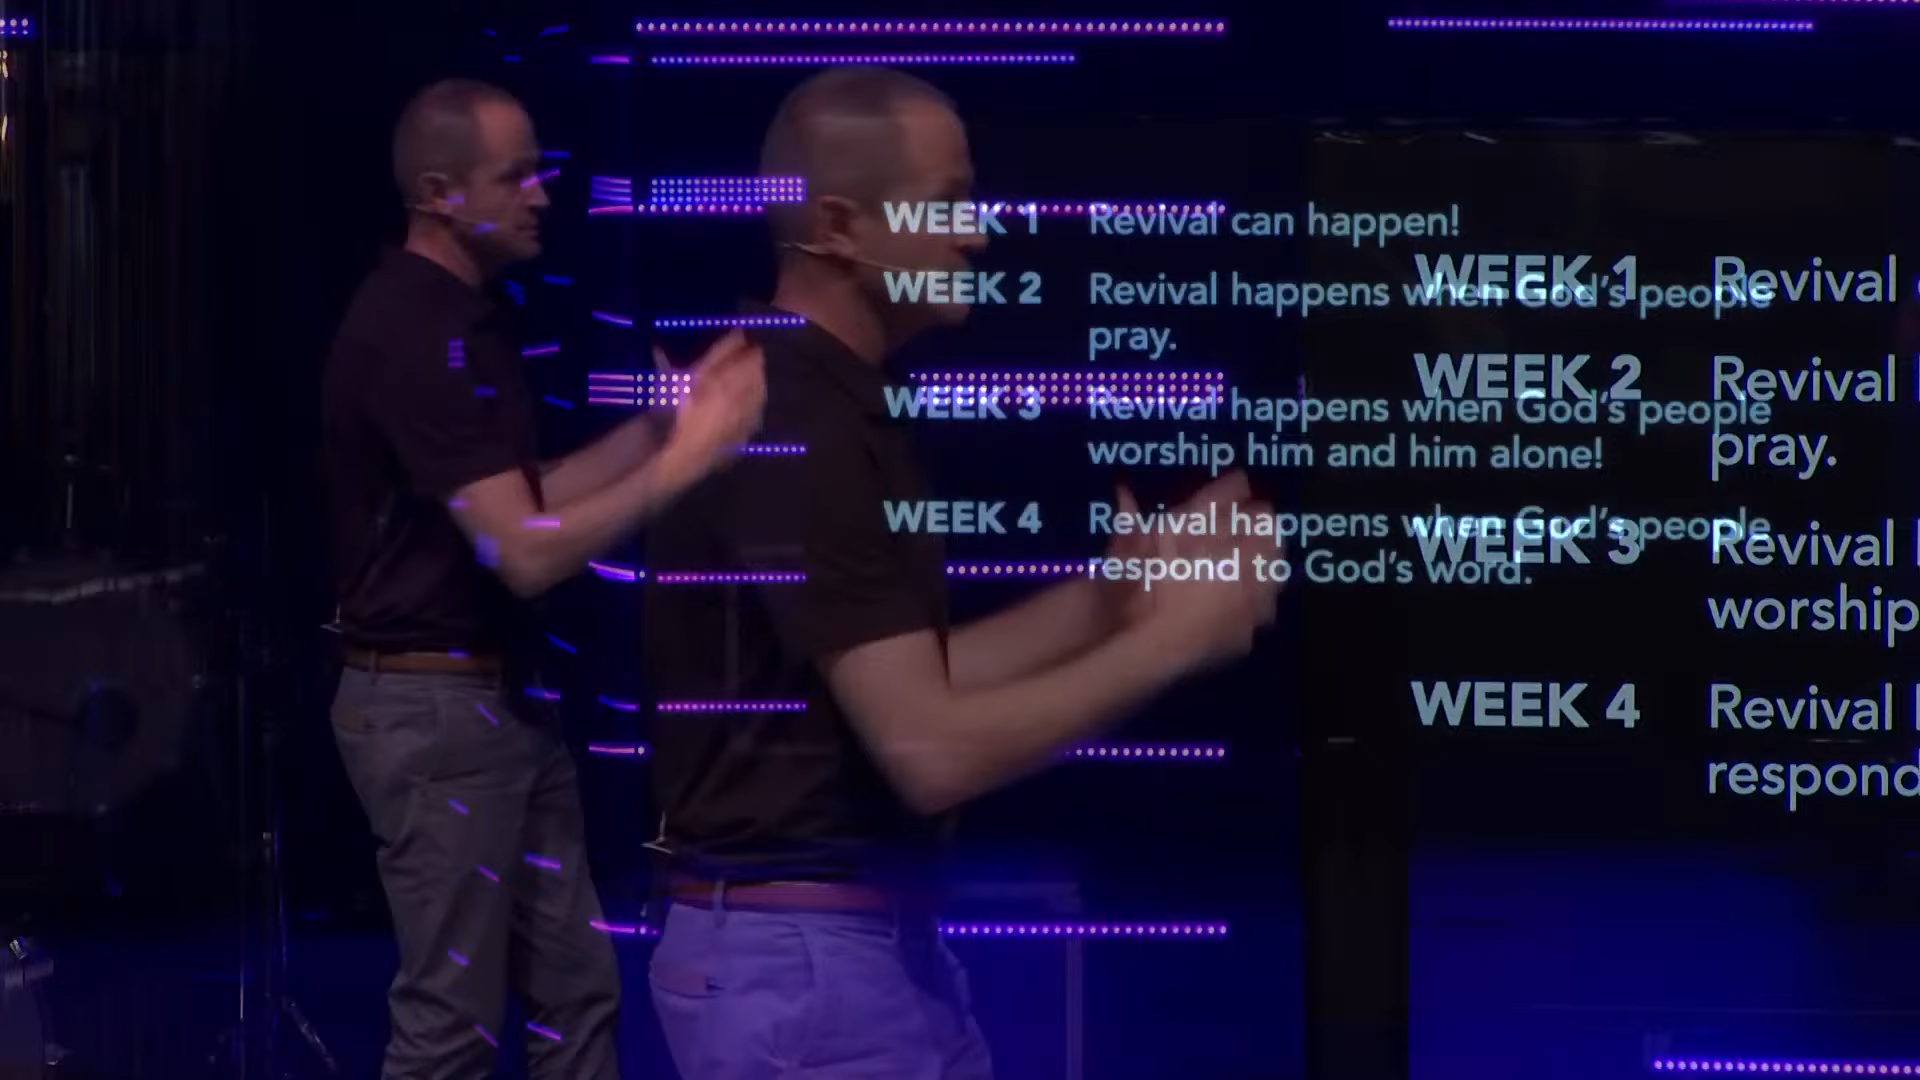 WEEK 1 Revival can happen!
WEEK 2 Revival happens when God's people
pray.
WEEK 3 Revival happens when God's people
worship him and him alone!
WEEK 4 Revival happens when God's people
respond to God's word.
WEEK 1 Revival
WEEK 2 Revival
pray.
WEEK 3 Revival
worship
WEEK 4 Revival
respond